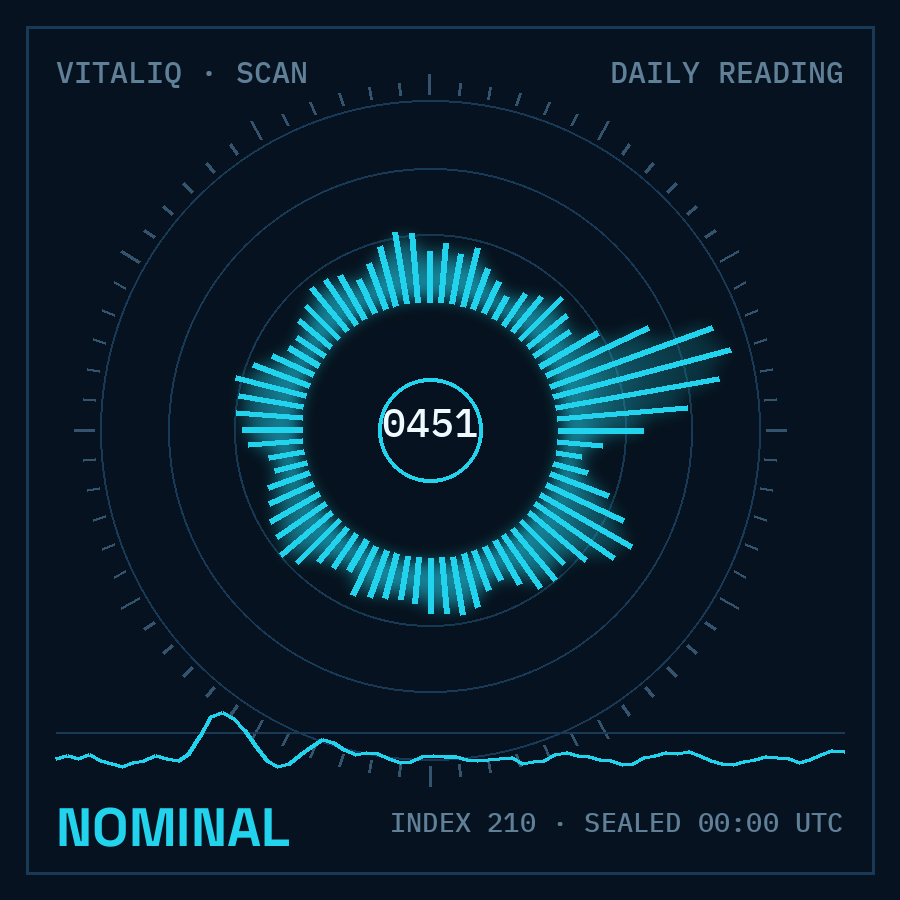 VITALIQ · SCAN
DAILY READING
0451
NOMINAL
INDEX 210 · SEALED 00:00 UTC